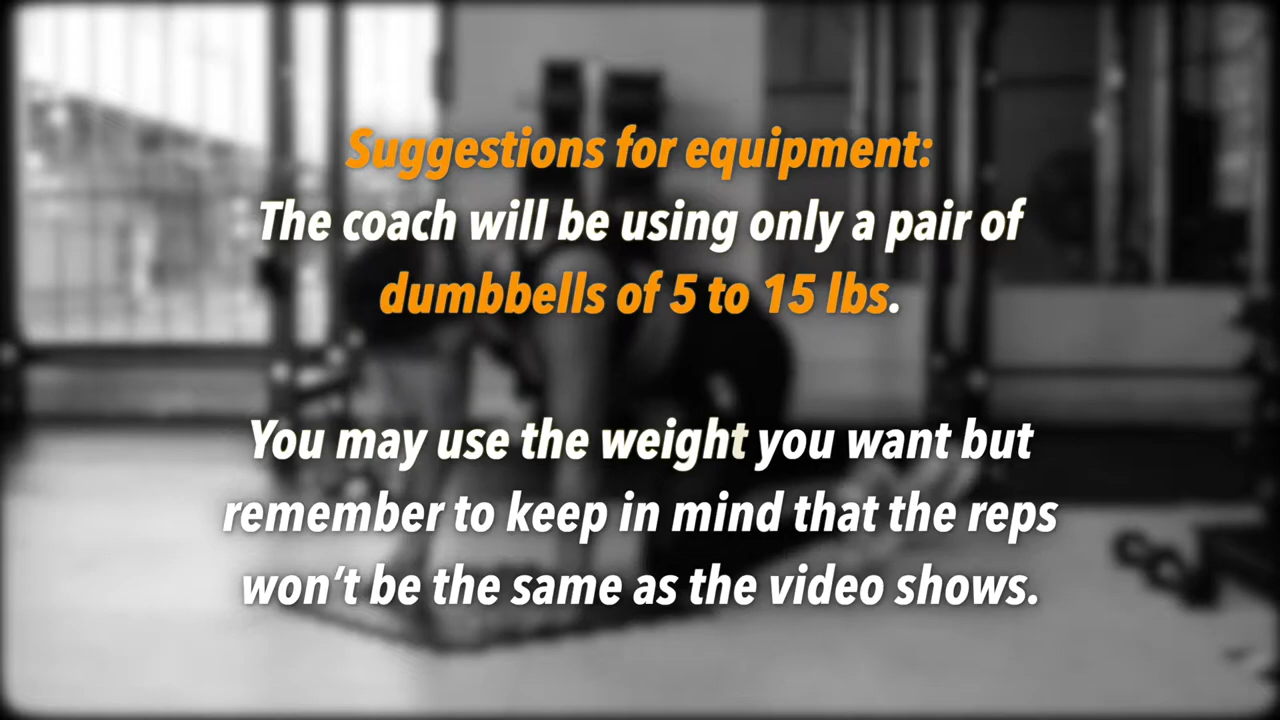 Suggestions for equipment:
The coach will be using only a pair of
dumbbells of 5 to 15 lbs.
You may use the weight you want but
remember to keep in mind that the reps
won’t be the same as the video shows.